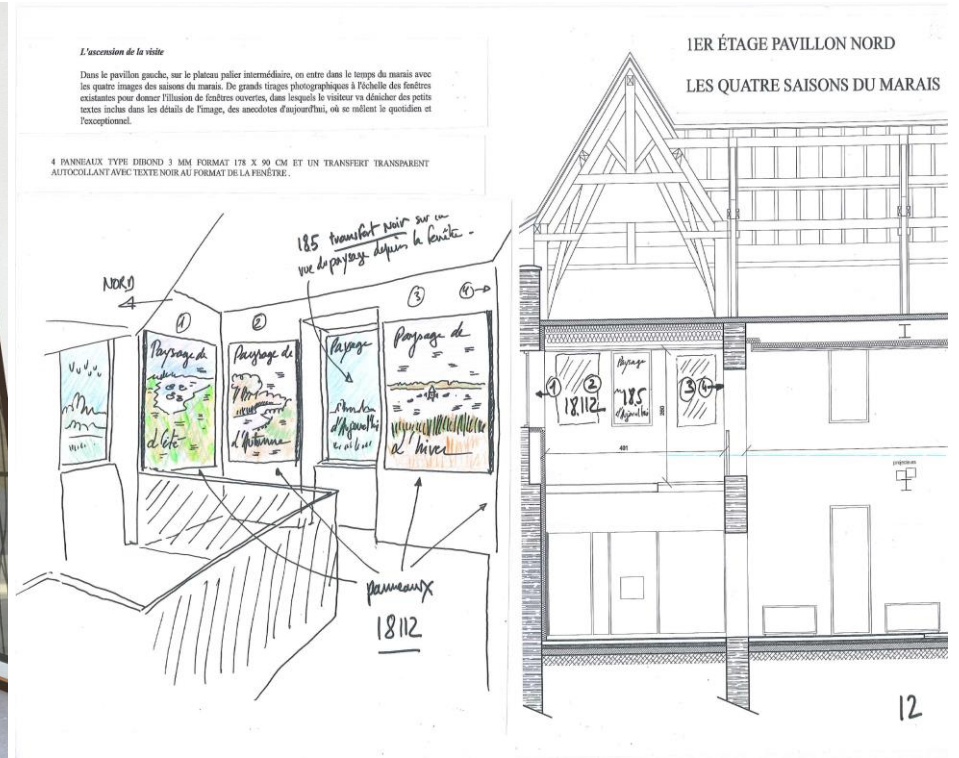 L'ascension de la visite
Dans le pavillon gauche, sur le plateau palier intermédiaire, on entre dans le temps du marais avec
les quatre images des saisons du marais. De grands tirages photographiques à l'échelle des fenêtres
existantes pour donner l'illusion de fenêtres ouvertes, dans lesquels le visiteur va dénicher des petits
textes inclus dans les détails de l'image, des anecdotes d'aujourd'hui, où se mêlent le quotidien et
l'exceptionnel.
4 PANNEAUX TYPE DIBOND 3 MM FORMAT 178 X 90 CM ET UN TRANSFERT TRANSPARENT
AUTOCOLLANT AVEC TEXTE NOIR AU FORMAT DE LA FENÊTRE .
1ER ÉTAGE PAVILLON NORD
LES QUATRE SAISONS DU MARAIS
185 transfert noir sur la
vue du paysage depuis la fenêtre -
NORD
1
2
3
4
Paysage de
d'été
Paysage de
d'Automne
Paysage
d'Aujourd'hui
Paysage de
d'hiver
panneaux
18112
1
2
18.112
Paysage
185
d'Aujourd'hui
3
4
481
projecteurs
12